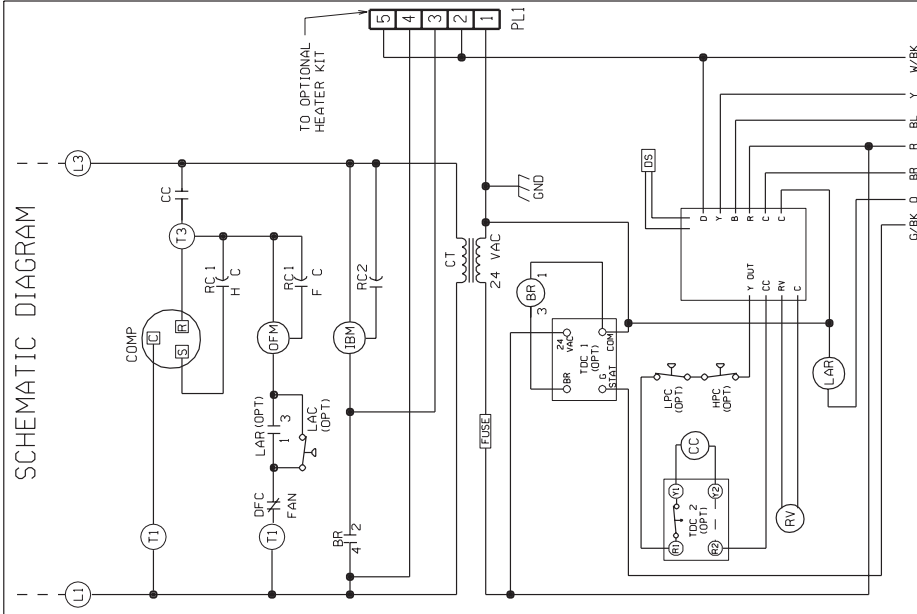 SCHEMATIC DIAGRAM
L1
L3
TO OPTIONAL
HEATER KIT
5
4
3
2
1
PL1
T1
COMP
C
S
R
T3
CC
RC 1
H C
T1
DFC
FAN
LAR (OPT)
1 3
LAC
(OPT)
OFM
RC1
F C
BR
4 2
IBM
RC2
CT
24 VAC
GND
FUSE
BR
3 1
BR
24
VAC
TDC 1
(OPT)
G
STAT
COM
DS
R1
Y1
TDC 2
(OPT)
R2
Y2
CC
LPC
(OPT)
HPC
(OPT)
RV
Y OUT
CC
RV
C
O
Y
B
R
C
C
LAR
W/BK
Y
BL
R
BR
O
G/BK